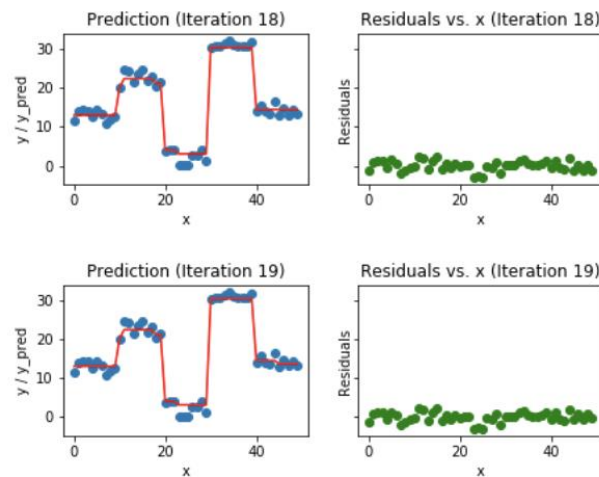 Prediction (Iteration 18)
y / y_pred
30
20
10
0
0
20
40
x
Residuals vs. x (Iteration 18)
Residuals
0
20
40
x
Prediction (Iteration 19)
y / y_pred
30
20
10
0
0
20
40
x
Residuals vs. x (Iteration 19)
Residuals
0
20
40
x